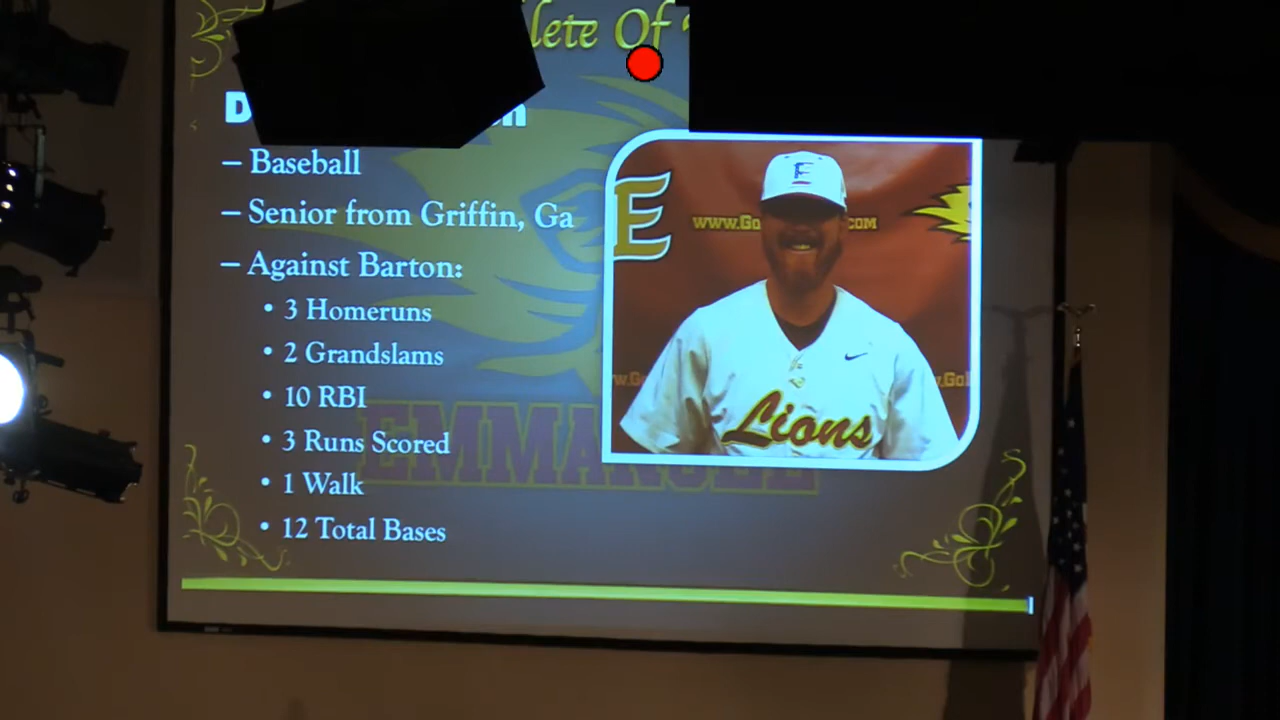 Of
– Baseball
– Senior from Griffin, Ga
– Against Barton:
• 3 Homeruns
• 2 Grandslams
• 10 RBI
• 3 Runs Scored
• 1 Walk
• 12 Total Bases
E
E
Lions